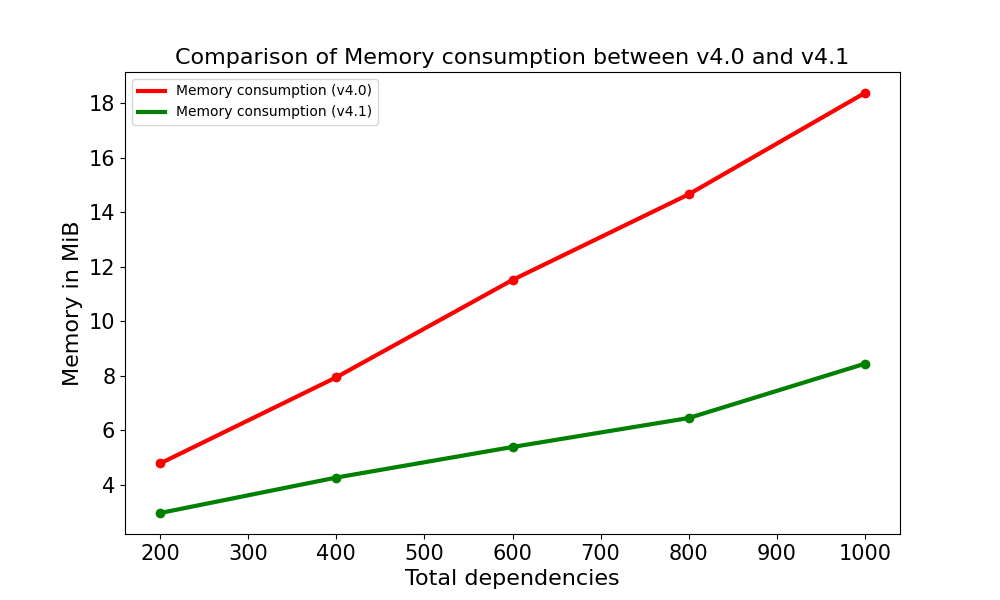 Comparison of Memory consumption between v4.0 and v4.1
Memory consumption (v4.0)
Memory consumption (v4.1)
Memory in MiB
18
16
14
12
10
8
6
4
200 300 400 500 600 700 800 900 1000
Total dependencies